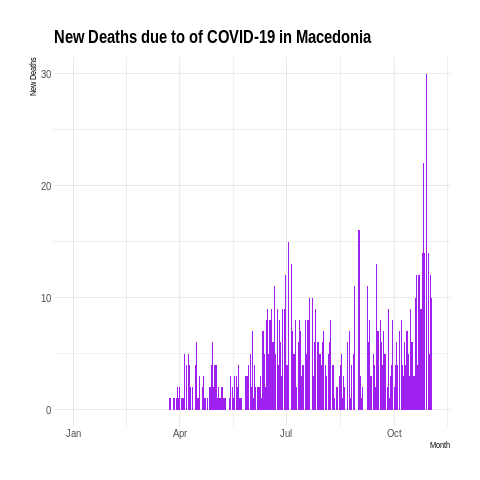 New Deaths due to of COVID-19 in Macedonia
New Deaths
30
20
10
0
Jan Apr Jul Oct
Month